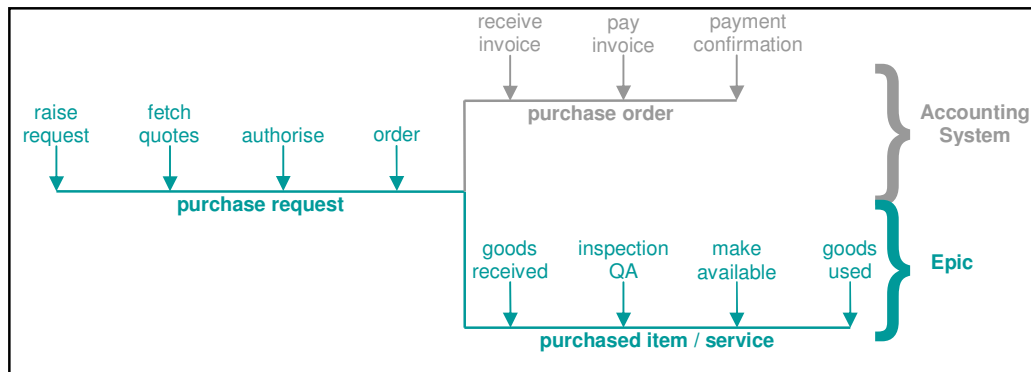 receive
invoice
pay
invoice
payment
confirmation
purchase order
Accounting
System
raise
request
fetch
quotes
authorise
order
purchase request
goods
received
inspection
QA
make
available
goods
used
Epic
purchased item / service